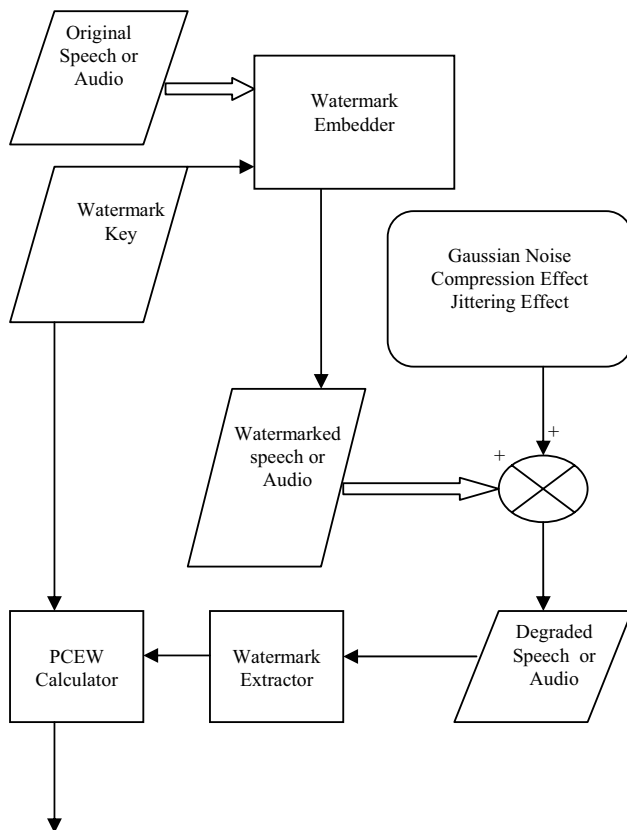 Original
Speech or
Audio
Watermark
Embedder
Watermark
Key
Gaussian Noise
Compression Effect
Jittering Effect
Watermarked
speech or
Audio
+
+
PCEW
Calculator
Watermark
Extractor
Degraded
Speech or
Audio